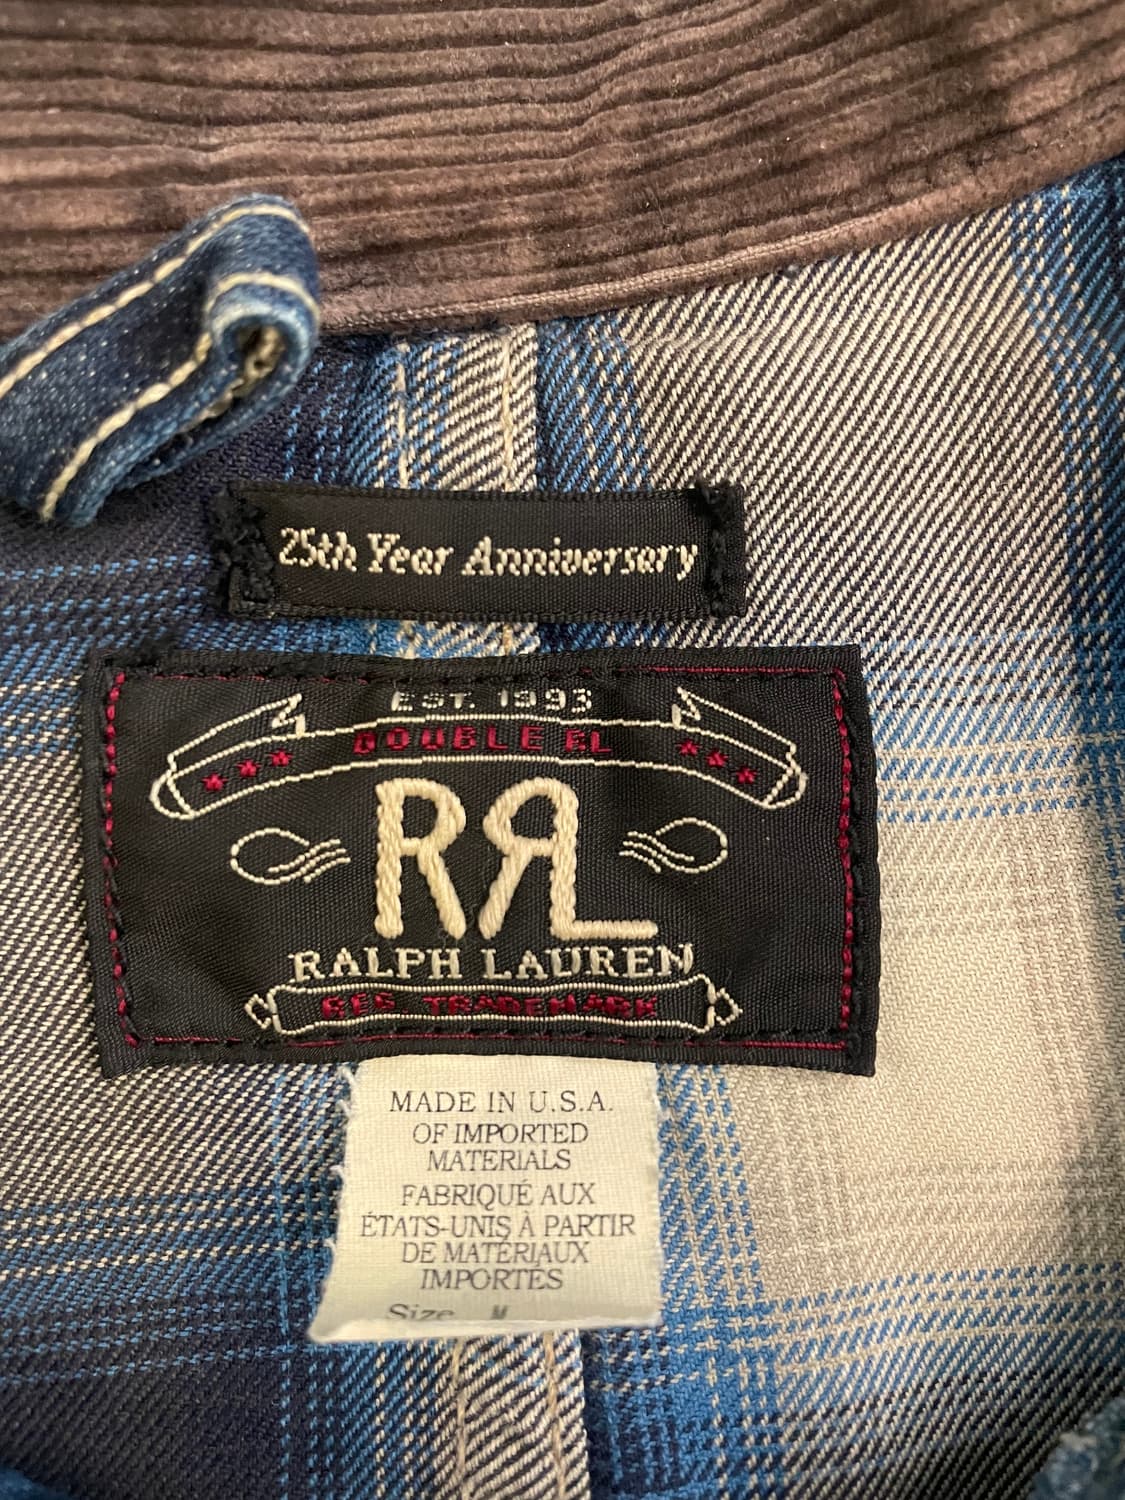 25th Year Anniversary
EST. 1993
DOUBLE RL
RRL
RALPH LAUREN
REG. TRADEMARK
MADE IN U.S.A.
OF IMPORTED
MATERIALS
FABRIQUÉ AUX
ÉTATS-UNIS À PARTIR
DE MATÉRIAUX
IMPORTÉS
Size M